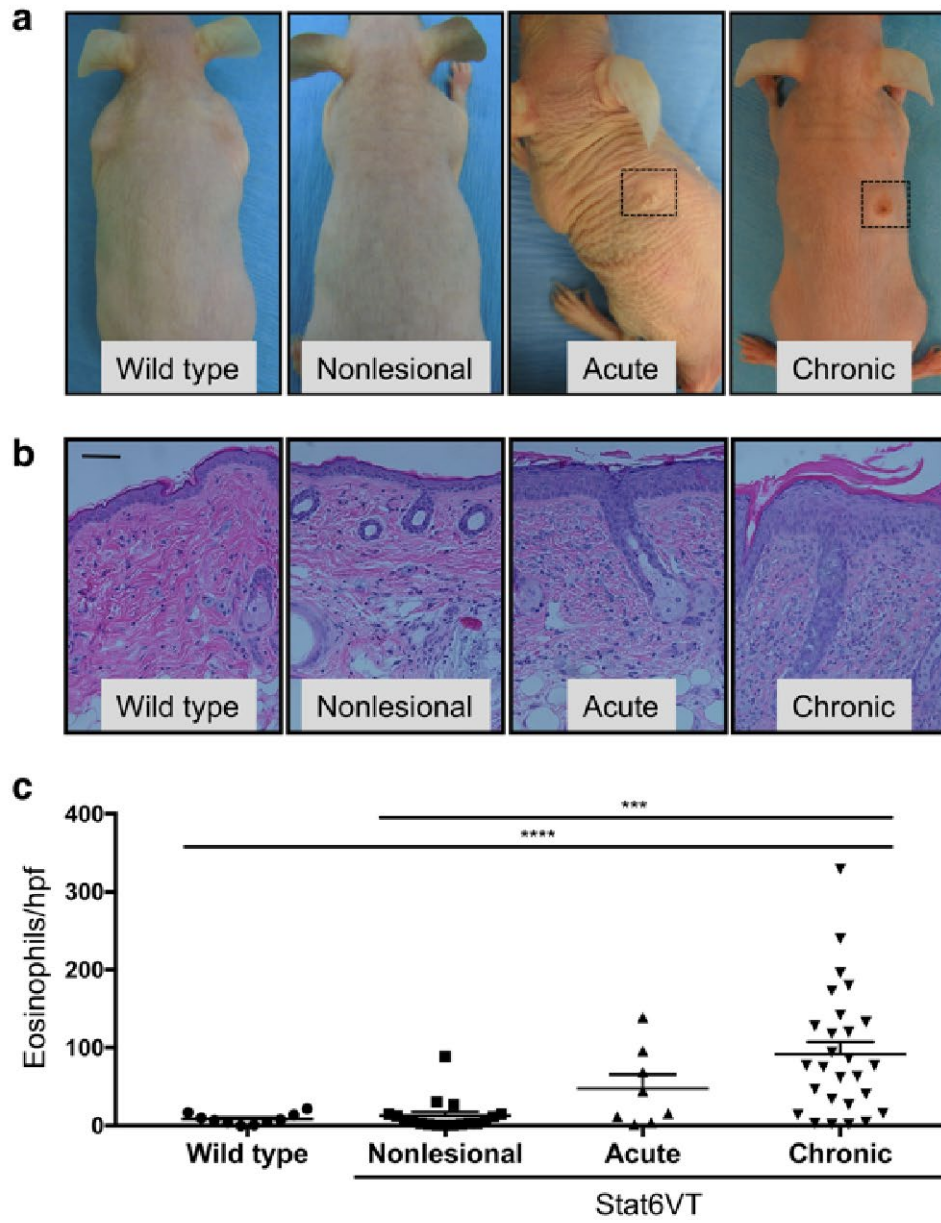 a
Wild type
Nonlesional
Acute
Chronic
b
Wild type
Nonlesional
Acute
Chronic
c
***
****
400
300
200
100
0
Eosinophils/hpf
Wild type
Nonlesional
Acute
Chronic
Stat6VT